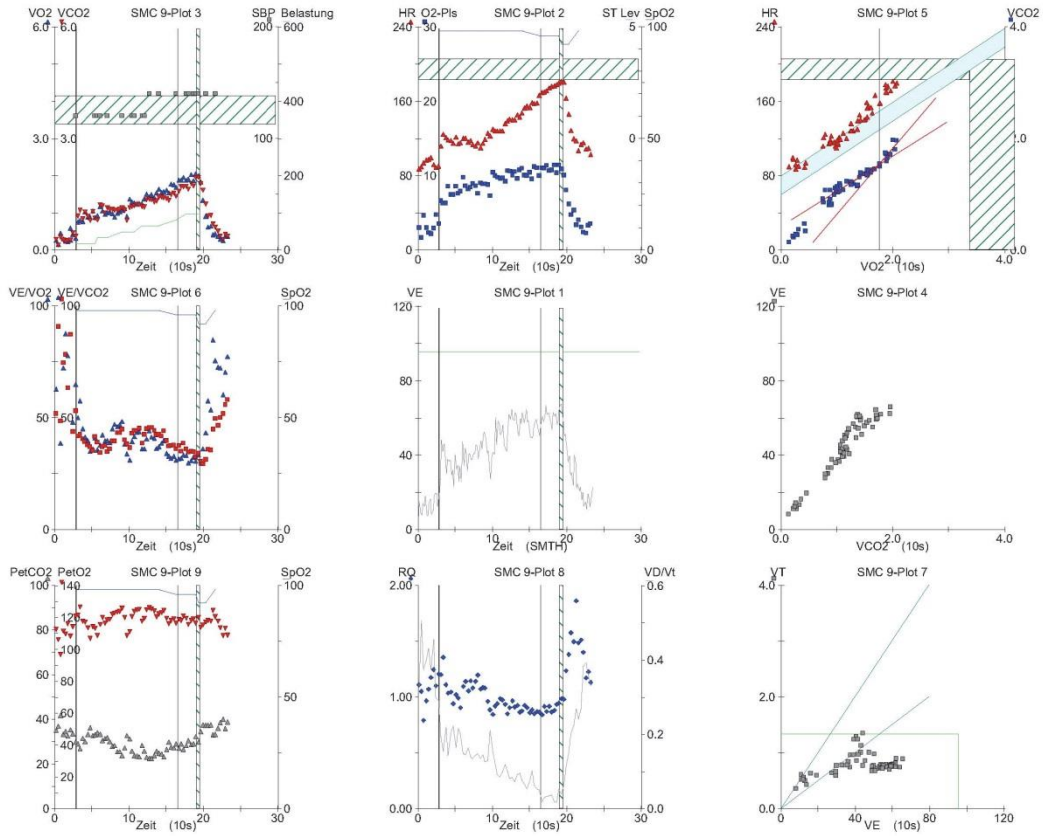 VO2 VCO2 SMC 9-Plot 3 SBP Belastung
6.0 200 600
400
3.0 3.0 100
200
0.0 0
0 10 20 30
Zeit (10s)
HR O2-Pls SMC 9-Plot 2 ST Lev SpO2
240 30 5 100
160 20
0 50
80 10
0 0
0 10 20 30
Zeit (10s)
HR SMC 9-Plot 5 VCO2
240 4.0
160
2.0
80
0 0.0
0.0 2.0 4.0
VO2 (10s)
VE/VO2 VE/VCO2 SMC 9-Plot 6 SpO2
100 100 100
50 50 50
0 0
0 10 20 30
Zeit (10s)
VE SMC 9-Plot 1
120
80
40
0
0 10 20 30
Zeit (SMTH)
VE SMC 9-Plot 4
120
80
40
0
0.0 2.0 4.0
VCO2 (10s)
PetCO2 PetO2 SMC 9-Plot 9 SpO2
100 140 100
80 120
100
60 80
50
40 60
40
20 20
0 0
0 10 20 30
Zeit (10s)
RQ SMC 9-Plot 8 VD/Vt
2.00 0.6
0.4
1.00
0.2
0.00 0.0
0 10 20 30
Zeit (10s)
VT SMC 9-Plot 7
4.0
2.0
0.0
0 40 80 120
VE (10s)